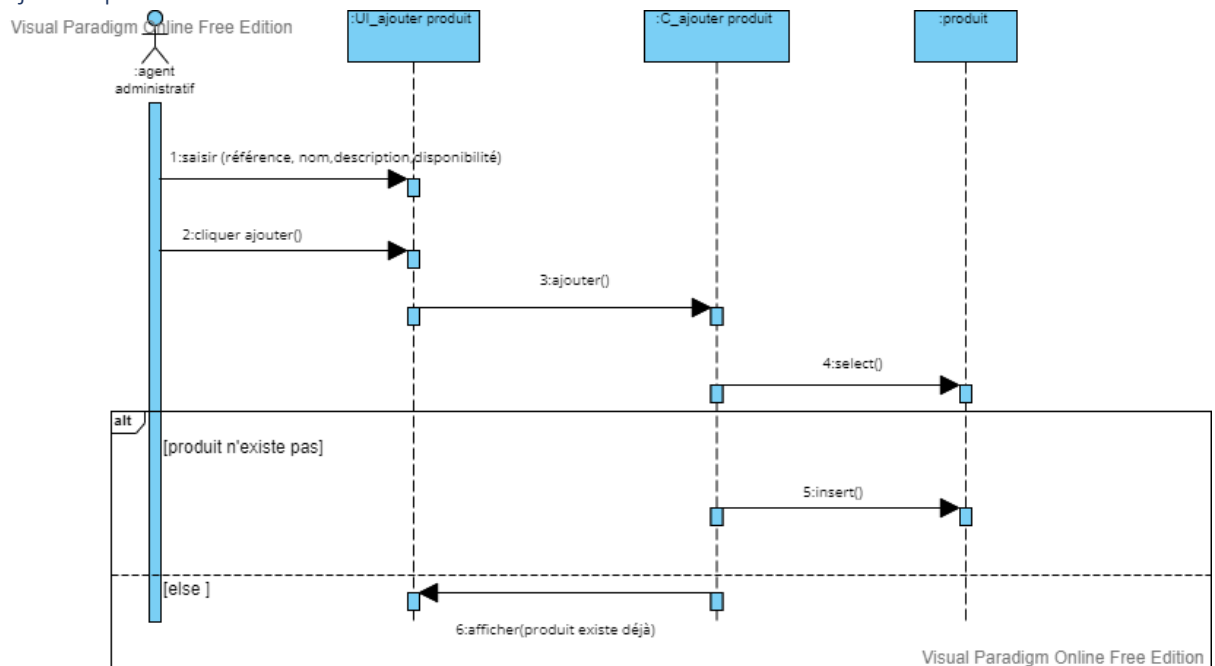 Visual Paradigm Online Free Edition
:UI_ajouter produit
:C_ajouter produit
:produit
:agent
administratif
1:saisir (référence, nom,description,disponibilité)
2:cliquer ajouter()
3:ajouter()
4:select()
alt
[produit n'existe pas]
5:insert()
[else ]
6:afficher(produit existe déjà)
Visual Paradigm Online Free Edition